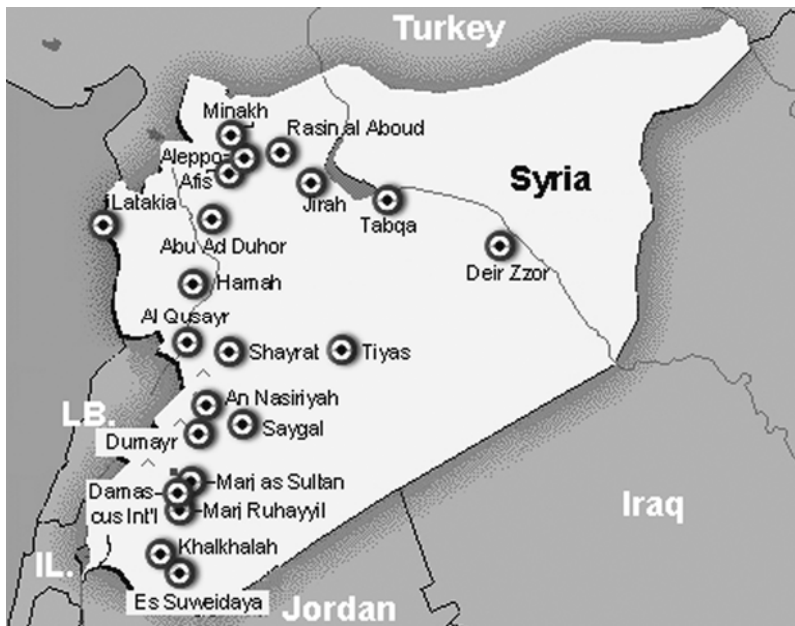 Turkey
Minakh
Rasin al Aboud
Aleppo
Afis
Syria
Latakia
Jirah
Tabqa
Abu Ad Duhor
Deir Zzor
Hamah
Al Qusayr
Shayrat
Tiyas
An Nasiriyah
LB.
Saygal
Dumayr
Marj as Sultan
Damas-
cus Int'l
Marj Ruhayyil
Iraq
Khalkhalah
IL.
Es Suweidaya
Jordan